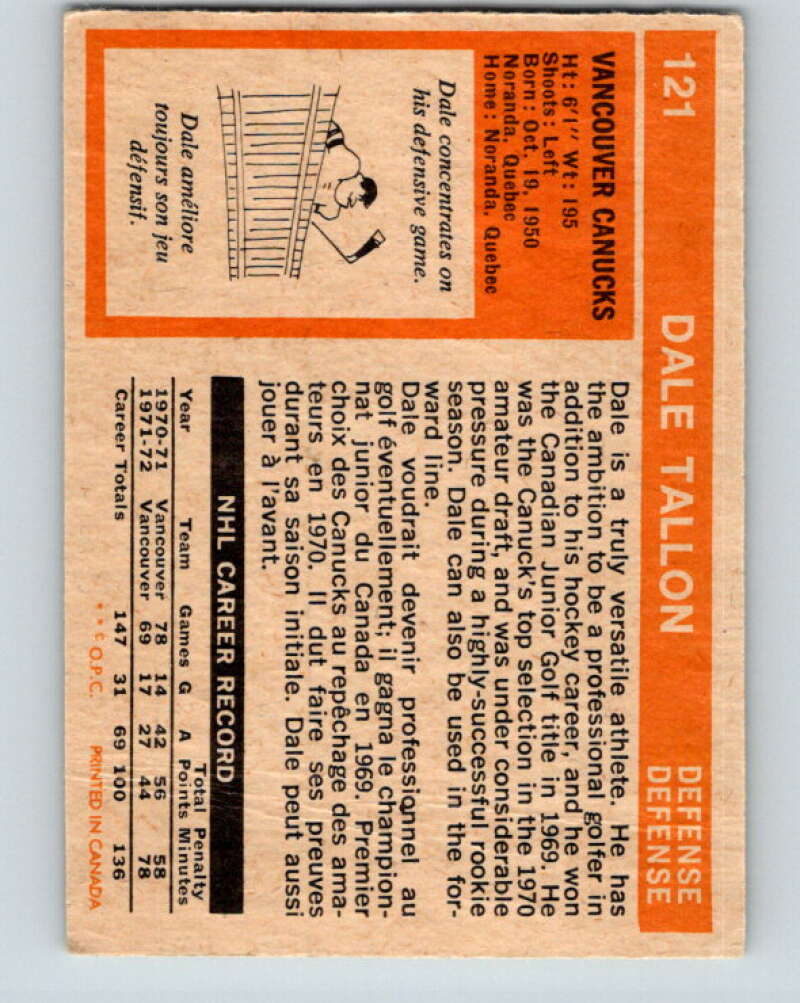 121
DALE TALLON
DEFENSE
DEFENSE
VANCOUVER CANUCKS
Ht: 6'1'' Wt: 195
Shoots: Left
Born: Oct. 19, 1950
Noranda, Quebec
Home: Noranda, Quebec
Dale concentrates on
his defensive game.
Dale améliore
toujours son jeu
défensif.
Dale is a truly versatile athlete. He has
the ambition to be a professional golfer in
addition to his hockey career, and he won
the Canadian Junior Golf title in 1969. He
was the Canuck's top selection in the 1970
amateur draft, and was under considerable
pressure during a highly-successful rookie
season. Dale can also be used in the for-
ward line.
Dale voudrait devenir professionnel au
golf éventuellement; il gagna le champion-
nat junior du Canada en 1969. Premier
choix des Canucks au repêchage des ama-
teurs en 1970. Il dut faire ses preuves
durant sa saison initiale. Dale peut aussi
jouer à l'avant.
NHL CAREER RECORD
Total Penalty
Year Team Games G A Points Minutes
1970-71 Vancouver 78 14 42 56 58
1971-72 Vancouver 69 17 27 44 78
Career Totals 147 31 69 100 136
* * © O.P.C. PRINTED IN CANADA